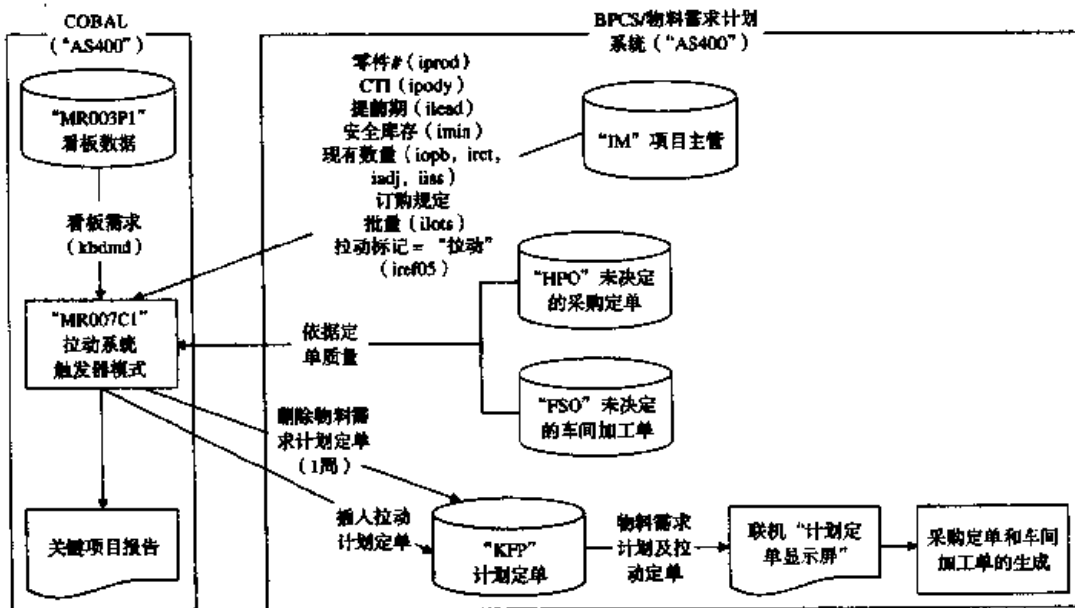 COBAL
（“AS400”）
“MR003P1”
看板数据
看板需求
（kbdmd）
“MR007C1”
拉动系统
触发器模式
关键项目报告
BPCS/物料需求计划
系统（“AS400”）
零件#（iprod）
CTI（ipody）
提前期（ilead）
安全库存（imin）
现有数量（iopb，irct，
iadj，iiss）
订购规定
批量（ilots）
拉动标记＝“拉动”
（iref05）
“IM”项目主管
“HPO”未决定
的采购定单
“FSO”未决定
的车间加工单
依据定
单质量
删除物料需
求计划定单
（1周）
插入拉动
计划定单
“KFP”
计划定单
物料需求
计划及拉
动定单
联机“计划定
单显示屏”
采购定单和车间
加工单的生成